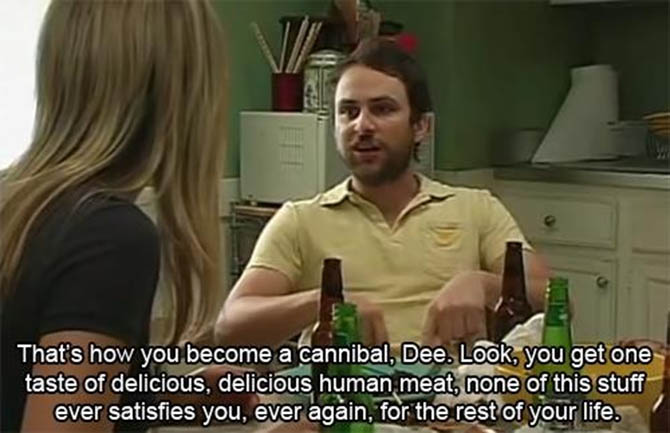 That's how you become a cannibal, Dee. Look, you get one
taste of delicious, delicious human meat, none of this stuff
ever satisfies you, ever again, for the rest of your life.